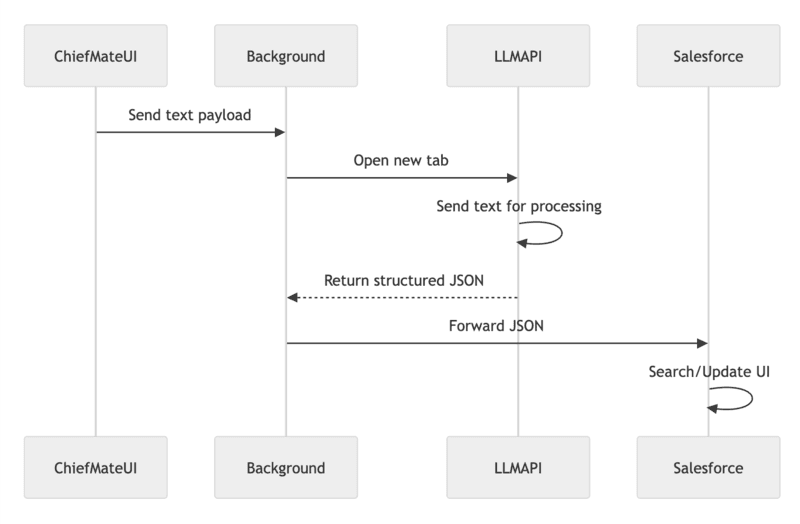 ChiefMateUI
Background
LLMAPI
Salesforce
Send text payload
Open new tab
Send text for processing
Return structured JSON
Forward JSON
Search/Update UI
ChiefMateUI
Background
LLMAPI
Salesforce